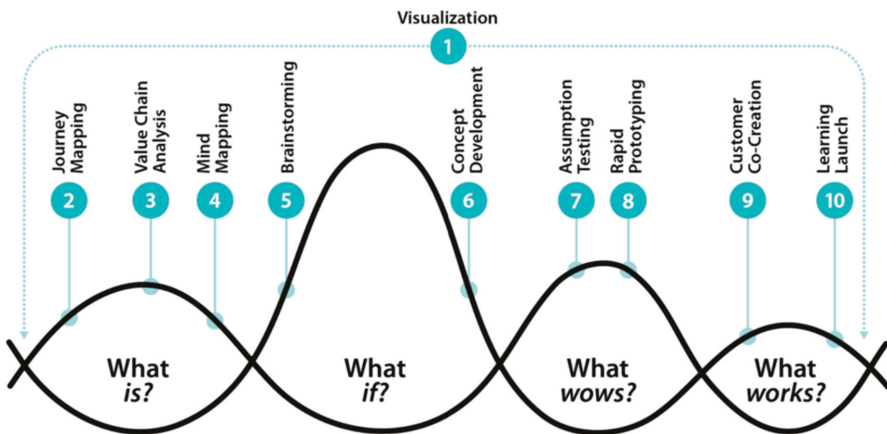 Visualization
1
Journey
Mapping
2
Value Chain
Analysis
3
Mind
Mapping
4
Brainstorming
5
Concept
Development
6
Assumption
Testing
7
Rapid
Prototyping
8
Customer
Co-Creation
9
Learning
Launch
10
What
is?
What
if?
What
wows?
What
works?